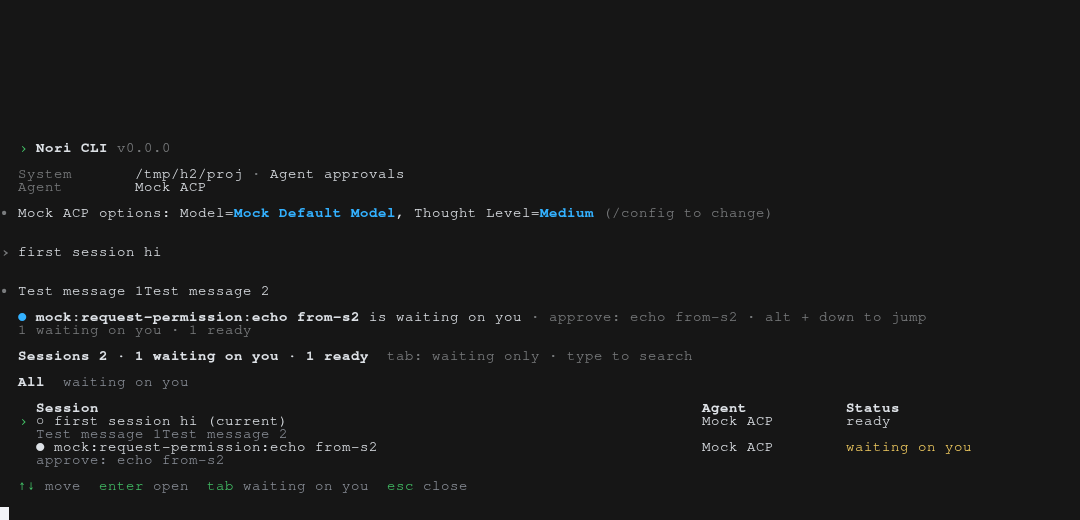 › Nori CLI v0.0.0
System /tmp/h2/proj · Agent approvals
Agent Mock ACP
• Mock ACP options: Model=Mock Default Model, Thought Level=Medium (/config to change)
› first session hi
• Test message 1Test message 2
● mock:request-permission:echo from-s2 is waiting on you · approve: echo from-s2 · alt + down to jump
1 waiting on you · 1 ready
Sessions 2 · 1 waiting on you · 1 ready tab: waiting only · type to search
All waiting on you
Session Agent Status
› ○ first session hi (current) Mock ACP ready
Test message 1Test message 2
● mock:request-permission:echo from-s2 Mock ACP waiting on you
approve: echo from-s2
↑↓ move enter open tab waiting on you esc close